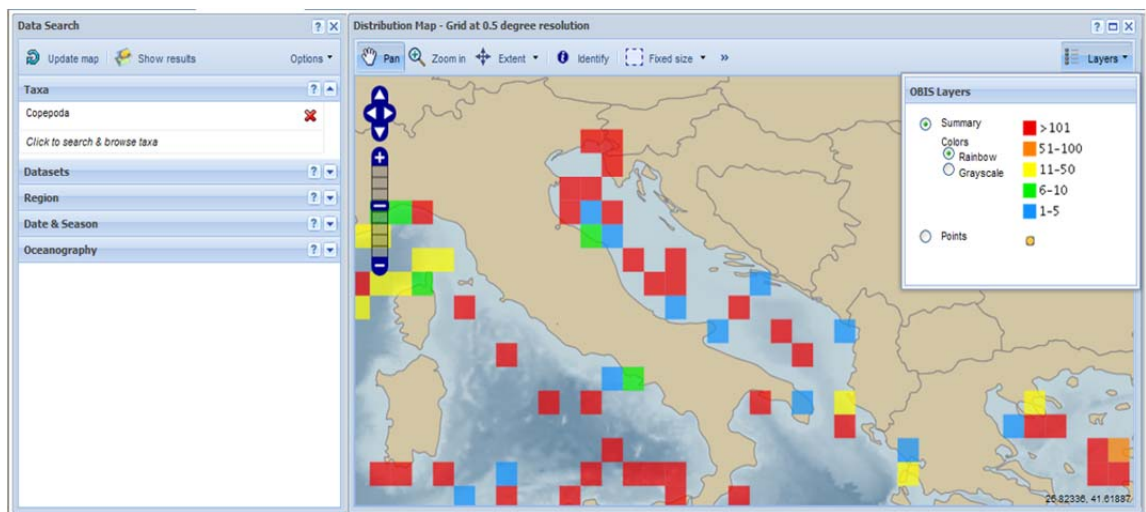 Data Search
Update map Show results Options
Taxa
Copepoda
Click to search & browse taxa
Datasets
Region
Date & Season
Oceanography
Distribution Map - Grid at 0.5 degree resolution
Pan Zoom in Extent Identify Fixed size » Layers
OBIS Layers
Summary
Colors
Rainbow
Grayscale
>101
51-100
11-50
6-10
1-5
Points
26.82336, 41.61887